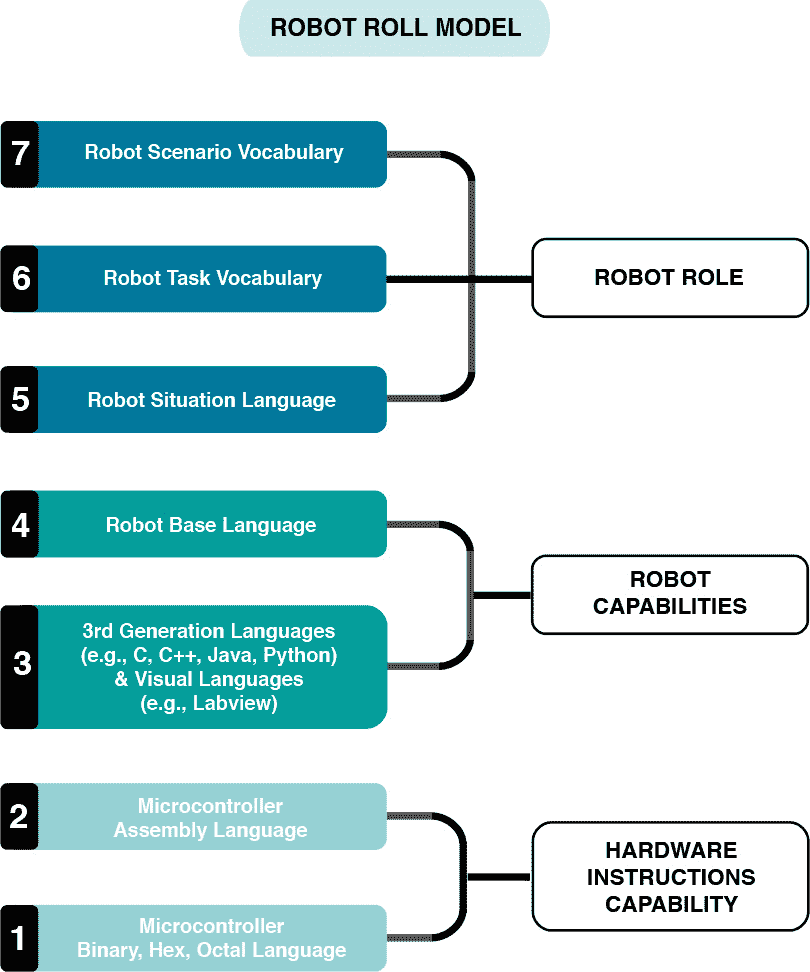 ROBOT ROLL MODEL
7
Robot Scenario Vocabulary
6
Robot Task Vocabulary
ROBOT ROLE
5
Robot Situation Language
4
Robot Base Language
3
3rd Generation Languages
(e.g., C, C++, Java, Python)
& Visual Languages
(e.g., Labview)
ROBOT
CAPABILITIES
2
Microcontroller
Assembly Language
1
Microcontroller
Binary, Hex, Octal Language
HARDWARE
INSTRUCTIONS
CAPABILITY